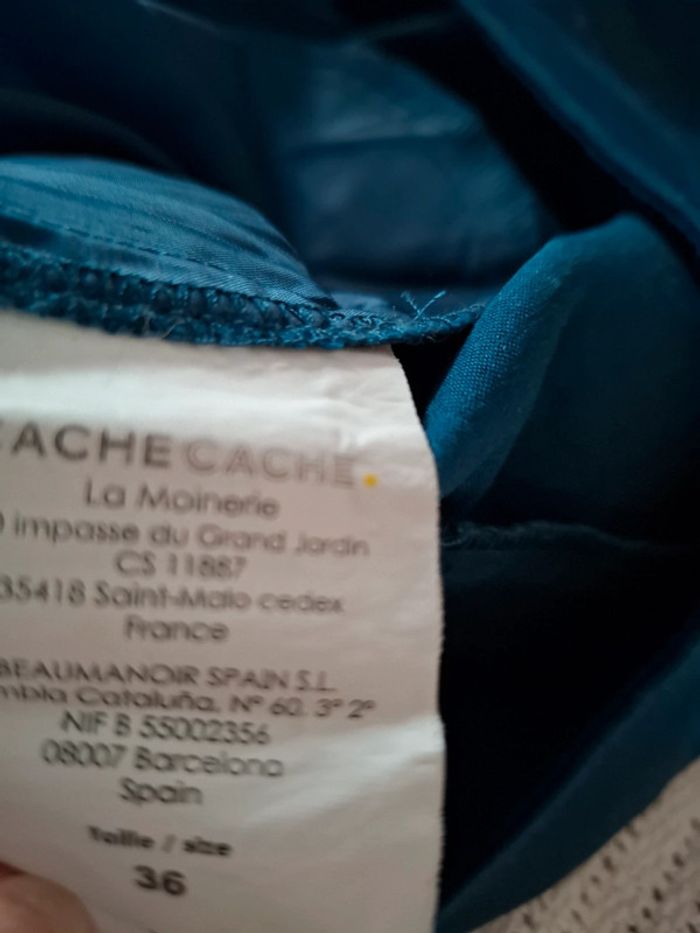 CACHE CACHE.
La Moinerie
impasse du Grand Jardin
CS 11887
35418 Saint-Malo cedex
France
BEAUMANOIR SPAIN S.L.
mbla Cataluña, Nº 60, 3º 2º
NIF B 55002356
08007 Barcelona
Spain
Taille / size
36